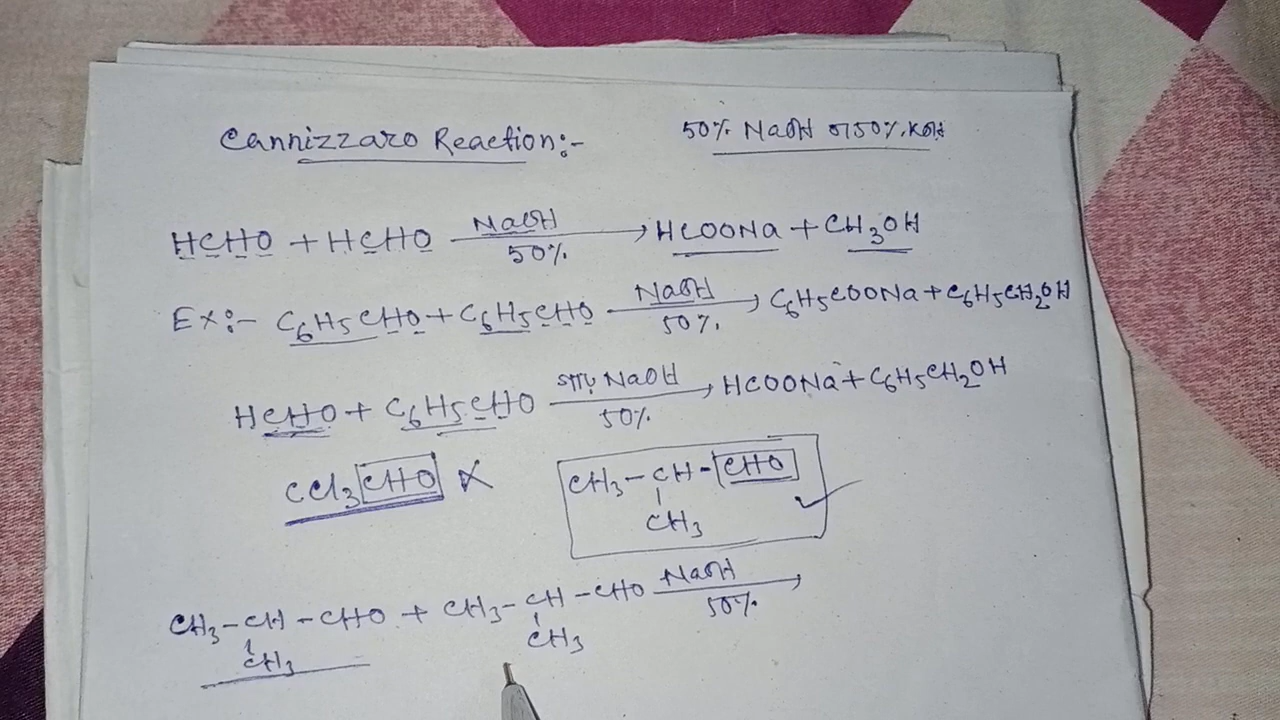 Cannizzaro Reaction:-
50% NaOH या 50% KOH
HCHO + HCHO NaOH 50% → HCOONa + CH3OH
Ex:- C6H5CHO + C6H5CHO NaOH 50% → C6H5COONa + C6H5CH2OH
HCHO + C6H5CHO सान्द्र NaOH 50% → HCOONa + C6H5CH2OH
CCl3CHO ×
CH3-CH-CHO ✓
CH3
CH3-CH-CHO + CH3-CH-CHO NaOH 50% →
CH3 CH3